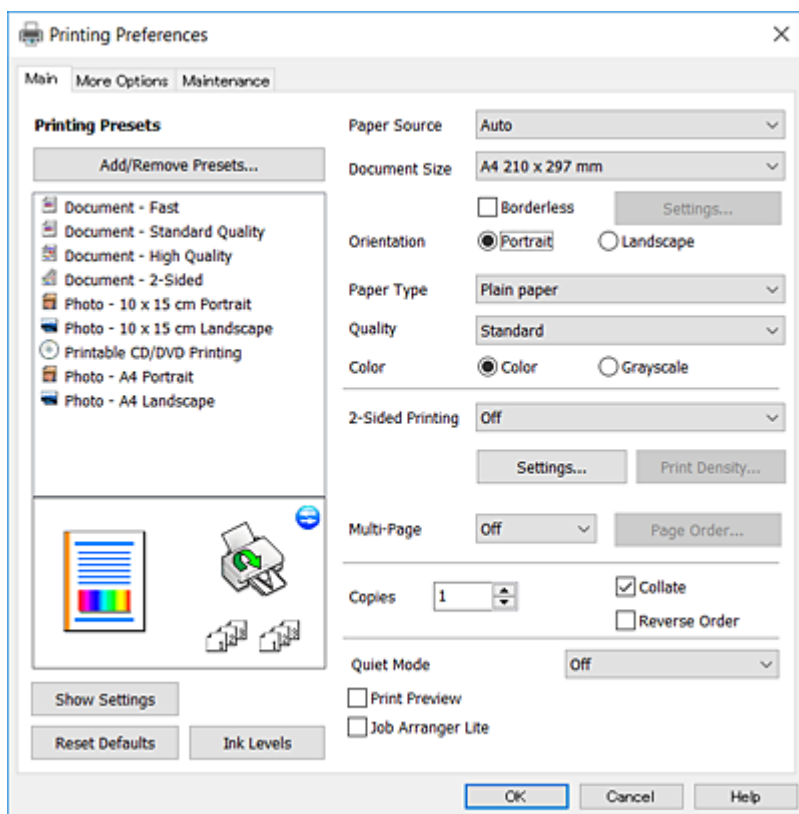 Printing Preferences
Main More Options Maintenance
Printing Presets
Add/Remove Presets...
Document - Fast
Document - Standard Quality
Document - High Quality
Document - 2-Sided
Photo - 10 x 15 cm Portrait
Photo - 10 x 15 cm Landscape
Printable CD/DVD Printing
Photo - A4 Portrait
Photo - A4 Landscape
Show Settings
Reset Defaults Ink Levels
Paper Source Auto
Document Size A4 210 x 297 mm
Borderless Settings...
Orientation Portrait Landscape
Paper Type Plain paper
Quality Standard
Color Color Grayscale
2-Sided Printing Off
Settings... Print Density...
Multi-Page Off Page Order...
Copies 1 Collate
Reverse Order
Quiet Mode Off
Print Preview
Job Arranger Lite
OK Cancel Help